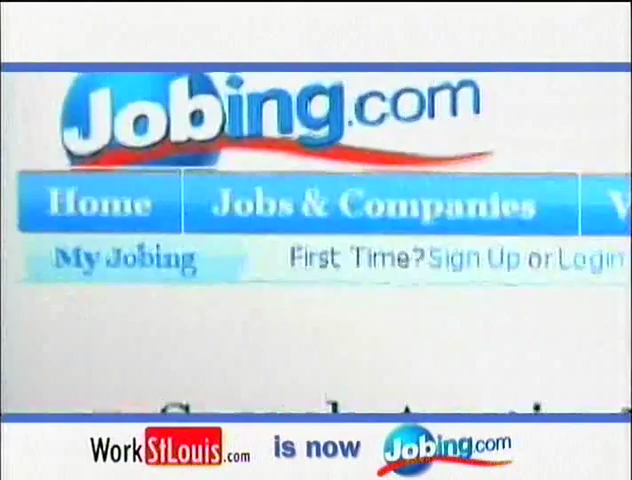 Jobing.com
Home Jobs & Companies
My Jobing First Time? Sign Up or Login
WorkStLouis.com is now Jobing.com